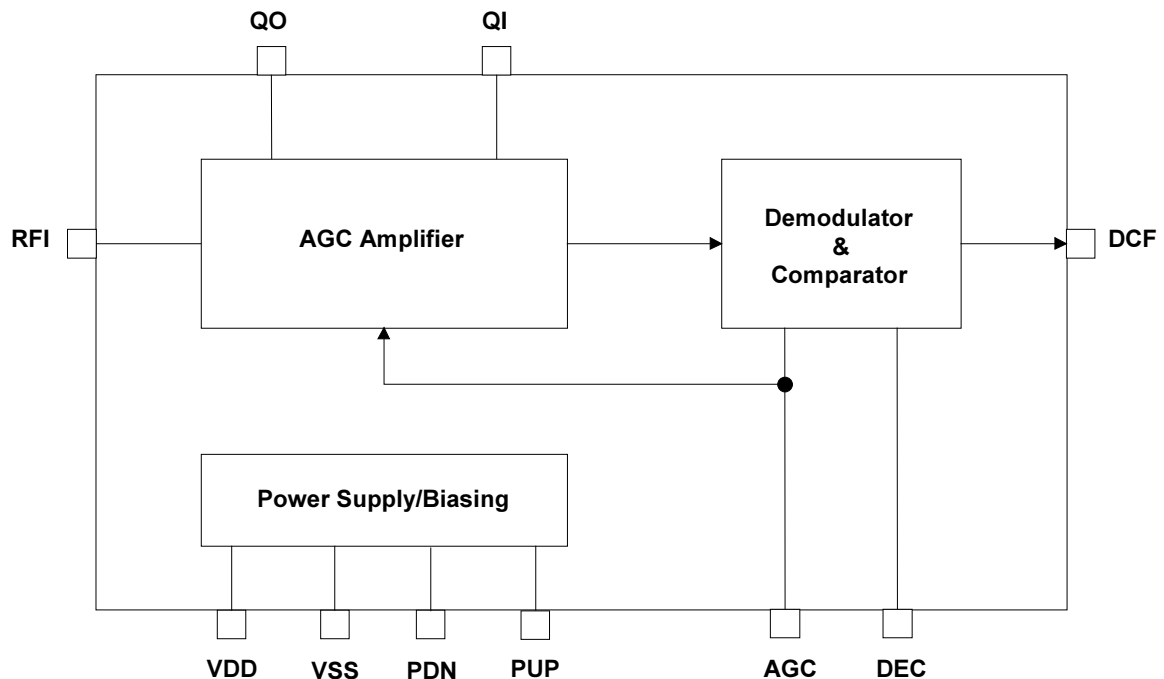 QO
QI
RFI
AGC Amplifier
Demodulator
&
Comparator
DCF
Power Supply/Biasing
VDD
VSS
PDN
PUP
AGC
DEC